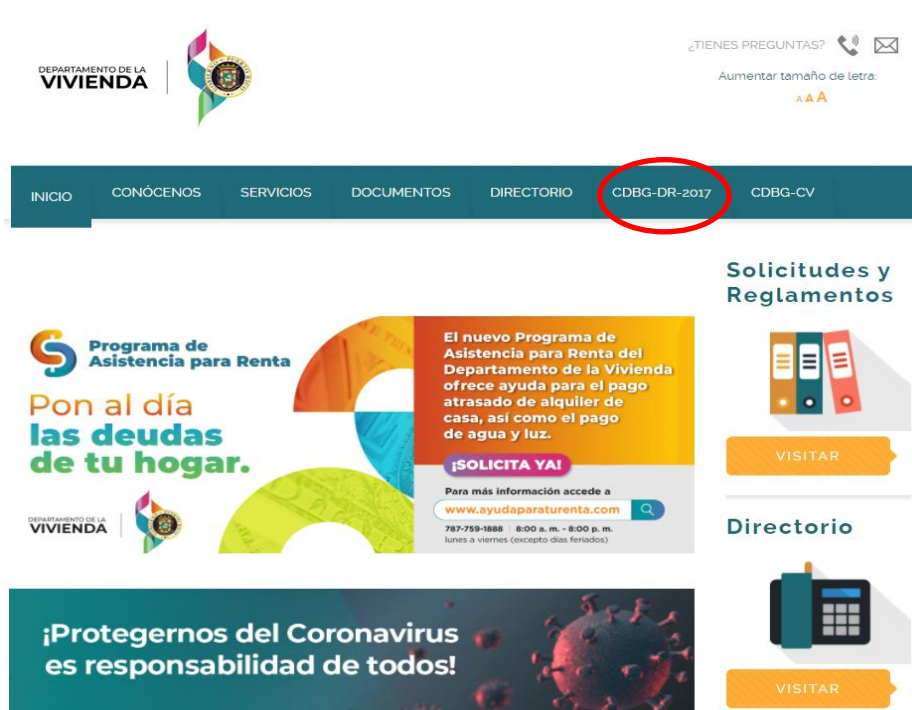 DEPARTAMENTO DE LA
VIVIENDA
¿TIENES PREGUNTAS?
Aumentar tamaño de letra:
A A A
INICIO CONÓCENOS SERVICIOS DOCUMENTOS DIRECTORIO CDBG-DR-2017 CDBG-CV
Programa de
Asistencia para Renta
Pon al día
las deudas
de tu hogar.
DEPARTAMENTO DE LA
VIVIENDA
El nuevo Programa de
Asistencia para Renta del
Departamento de la Vivienda
ofrece ayuda para el pago
atrasado de alquiler de
casa, así como el pago
de agua y luz.
¡SOLICITA YA!
Para más información accede a
www.ayudaparaturenta.com
787-759-1888 | 8:00 a. m. - 8:00 p. m.
lunes a viernes (excepto días feriados)
¡Protegernos del Coronavirus
es responsabilidad de todos!
Solicitudes y
Reglamentos
VISITAR
Directorio
VISITAR